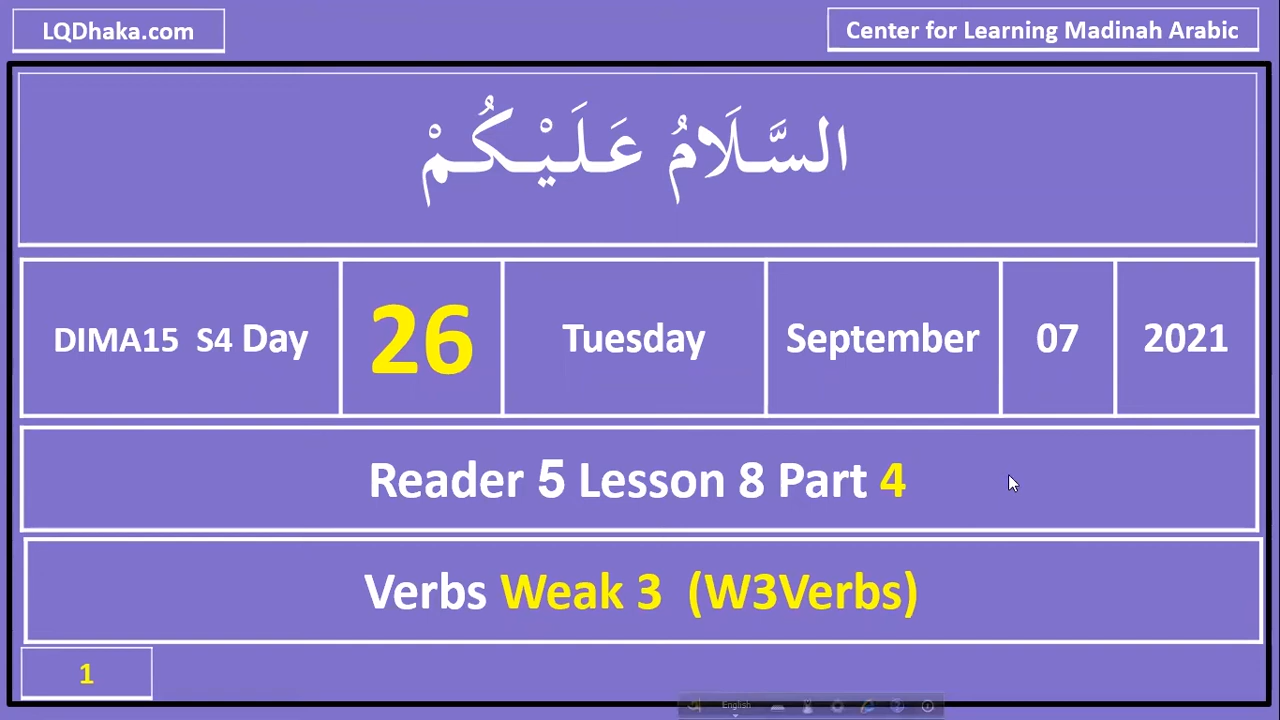 LQDhaka.com
Center for Learning Madinah Arabic
السَّلَامُ عَلَيْكُمْ
DIMA15 S4 Day 26 Tuesday September 07 2021
Reader 5 Lesson 8 Part 4
Verbs Weak 3 (W3Verbs)
1
English